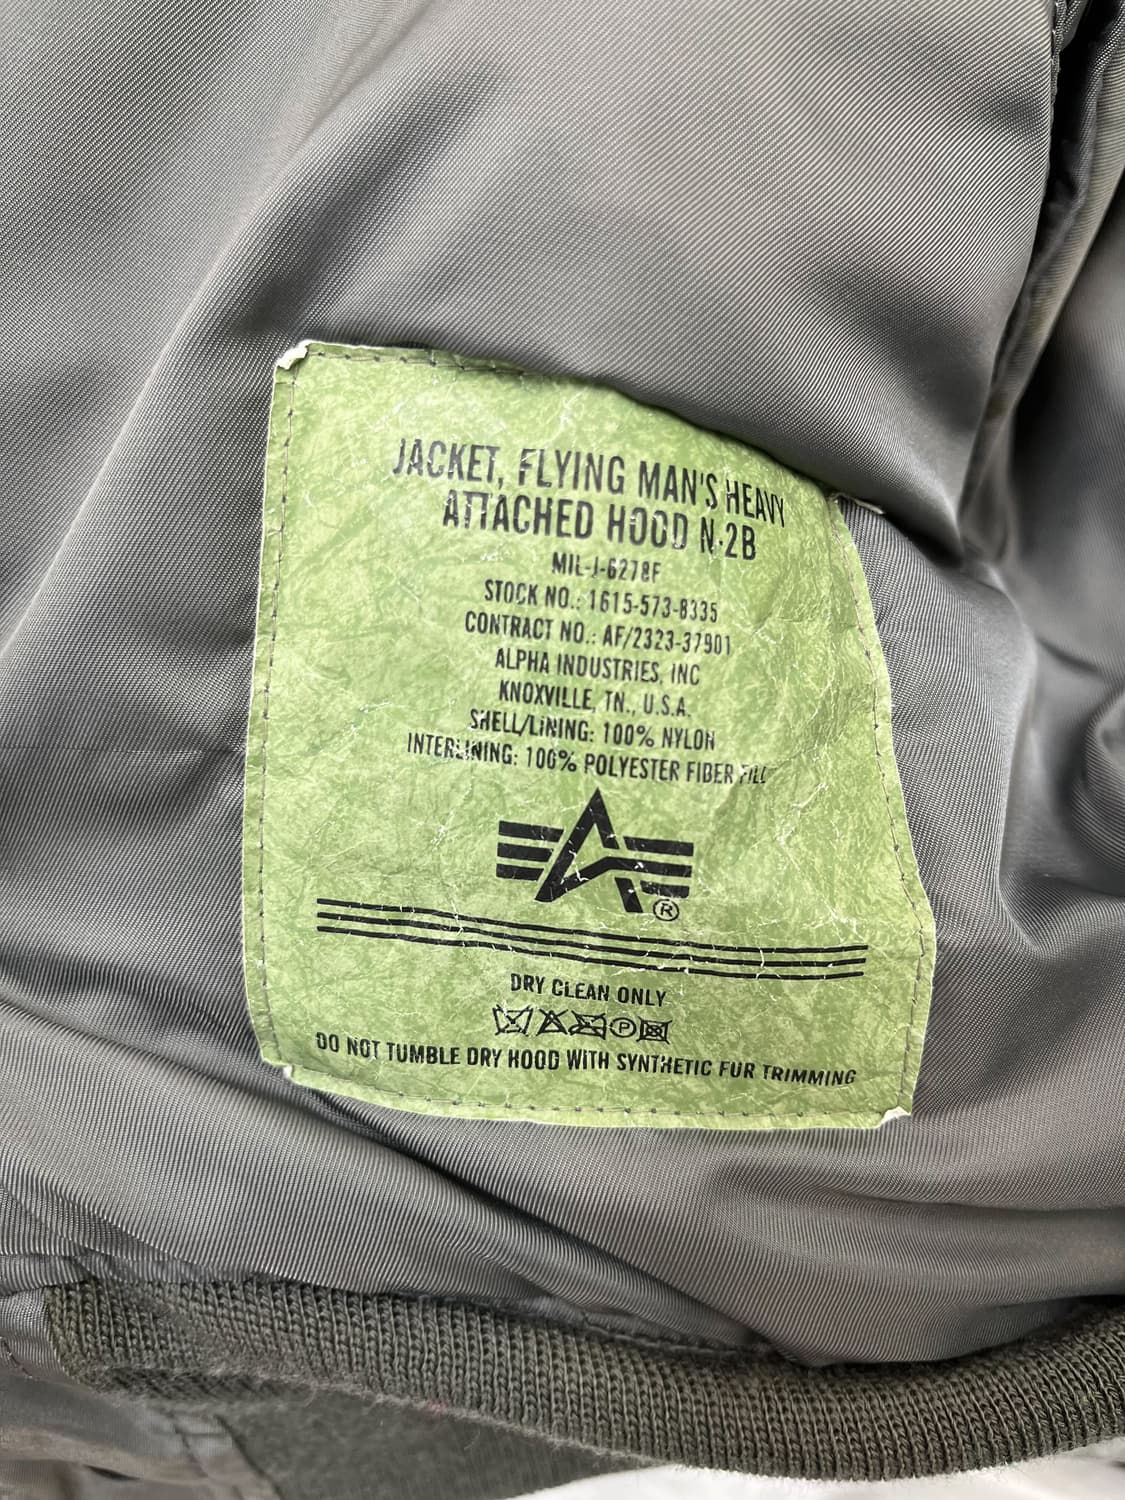 JACKET, FLYING MAN'S HEAVY
ATTACHED HOOD N-2B
MIL-J-6278F
STOCK NO.: 1615-573-8335
CONTRACT NO.: AF/2323-37901
ALPHA INDUSTRIES, INC
KNOXVILLE, TN., U.S.A.
SHELL/LINING: 100% NYLON
INTERLINING: 100% POLYESTER FIBER FILL
®
DRY CLEAN ONLY
P
DO NOT TUMBLE DRY HOOD WITH SYNTHETIC FUR TRIMMING